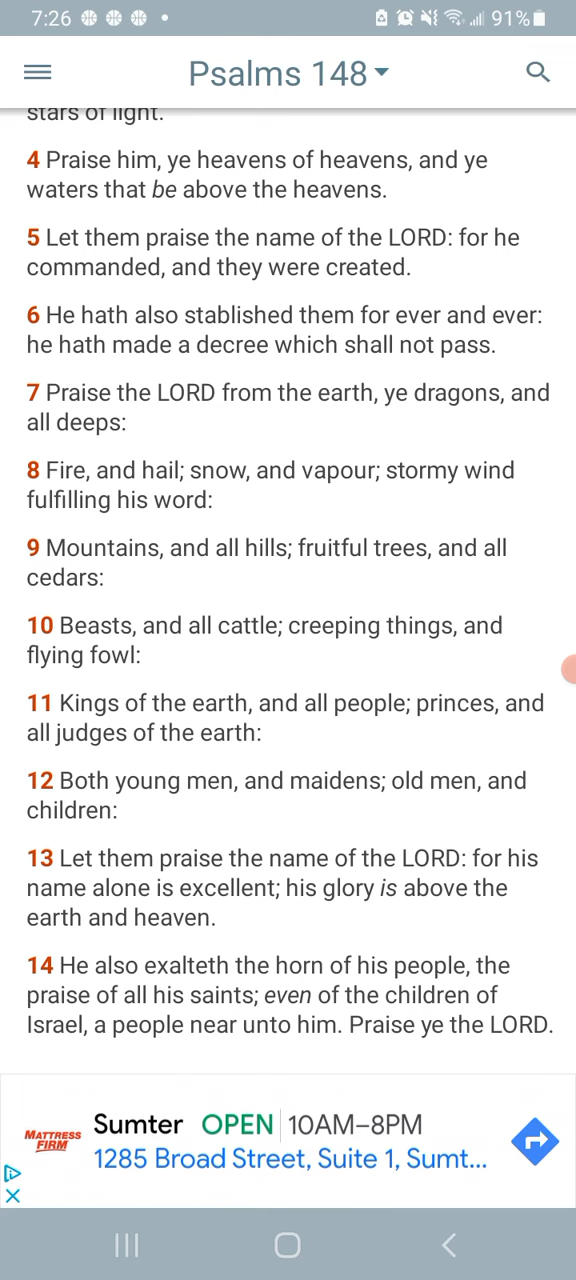 7:26 91%
Psalms 148
stars of light.
4 Praise him, ye heavens of heavens, and ye
waters that be above the heavens.
5 Let them praise the name of the LORD: for he
commanded, and they were created.
6 He hath also stablished them for ever and ever:
he hath made a decree which shall not pass.
7 Praise the LORD from the earth, ye dragons, and
all deeps:
8 Fire, and hail; snow, and vapour; stormy wind
fulfilling his word:
9 Mountains, and all hills; fruitful trees, and all
cedars:
10 Beasts, and all cattle; creeping things, and
flying fowl:
11 Kings of the earth, and all people; princes, and
all judges of the earth:
12 Both young men, and maidens; old men, and
children:
13 Let them praise the name of the LORD: for his
name alone is excellent; his glory is above the
earth and heaven.
14 He also exalteth the horn of his people, the
praise of all his saints; even of the children of
Israel, a people near unto him. Praise ye the LORD.
MATTRESS
FIRM
Sumter OPEN 10AM–8PM
1285 Broad Street, Suite 1, Sumt...